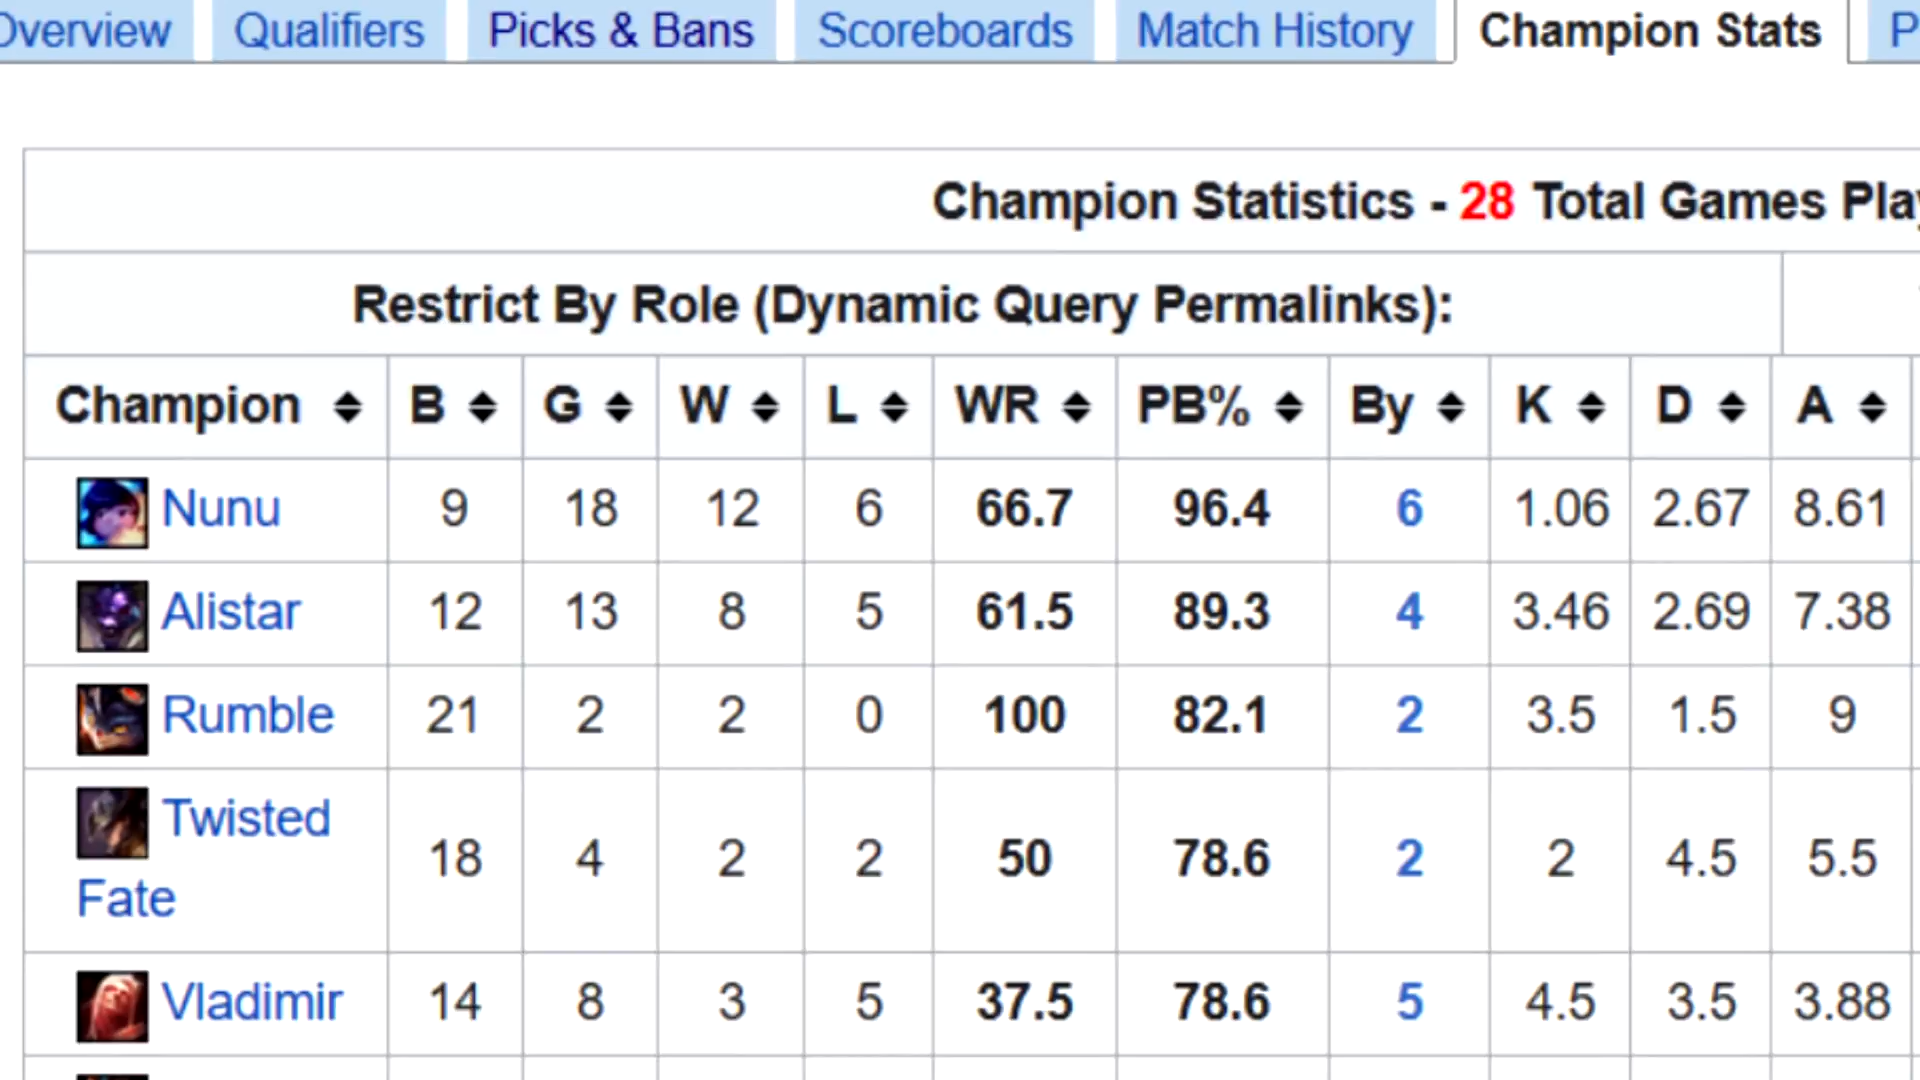 Overview Qualifiers Picks & Bans Scoreboards Match History Champion Stats P
Champion Statistics - 28 Total Games Play
Restrict By Role (Dynamic Query Permalinks):
Champion B G W L WR PB% By K D A
Nunu 9 18 12 6 66.7 96.4 6 1.06 2.67 8.61
Alistar 12 13 8 5 61.5 89.3 4 3.46 2.69 7.38
Rumble 21 2 2 0 100 82.1 2 3.5 1.5 9
Twisted
Fate 18 4 2 2 50 78.6 2 2 4.5 5.5
Vladimir 14 8 3 5 37.5 78.6 5 4.5 3.5 3.88